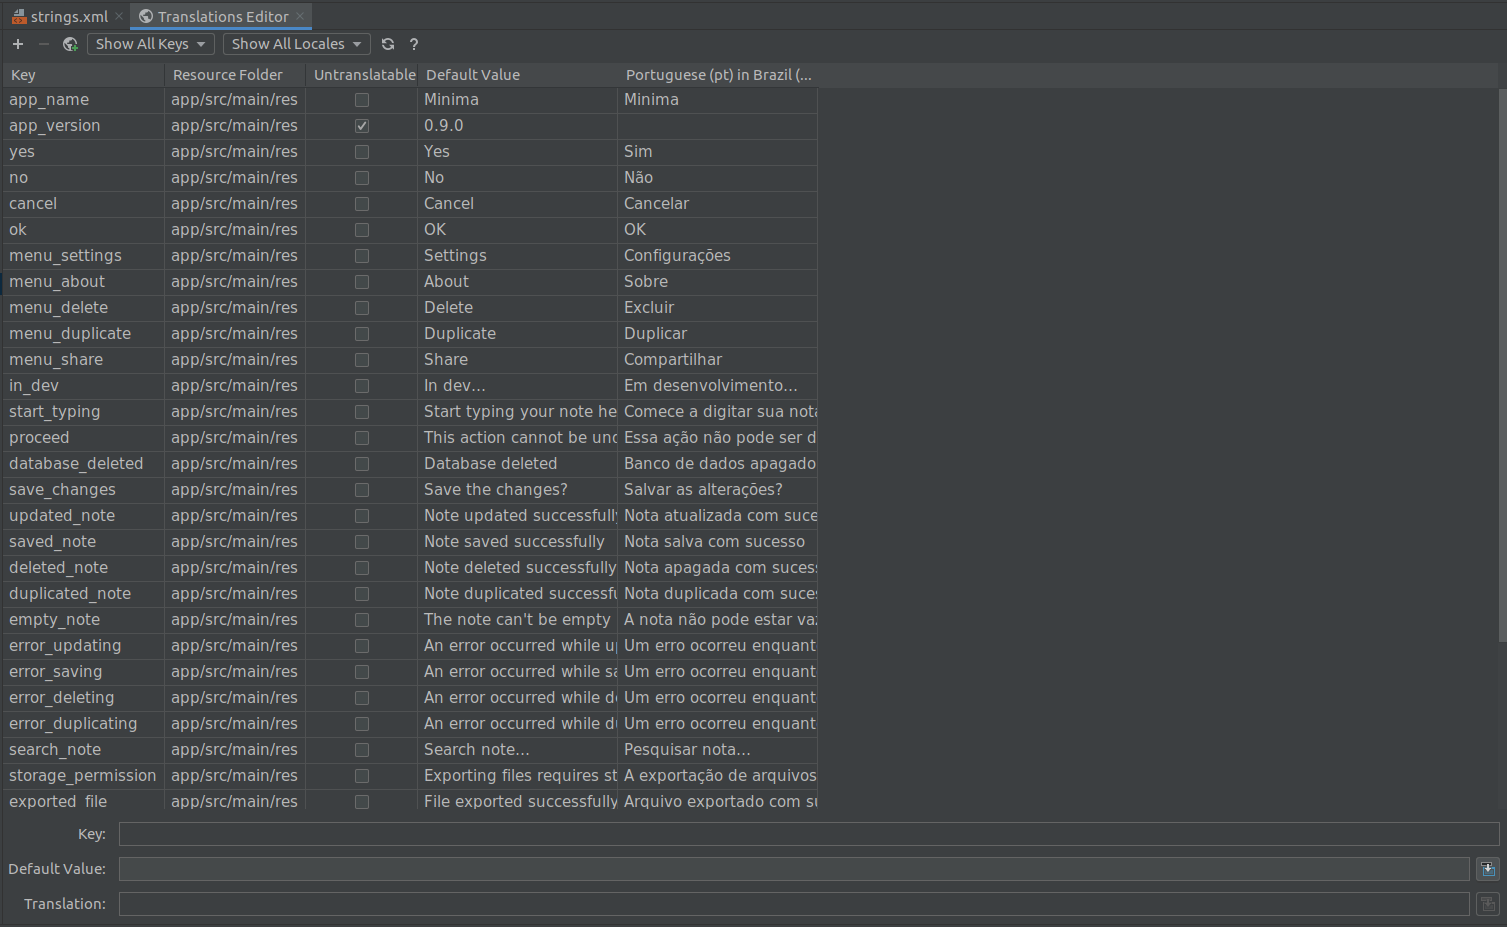 strings.xml Translations Editor
Show All Keys Show All Locales ?
Key Resource Folder Untranslatable Default Value Portuguese (pt) in Brazil (...
app_name app/src/main/res Minima Minima
app_version app/src/main/res 0.9.0
yes app/src/main/res Yes Sim
no app/src/main/res No Não
cancel app/src/main/res Cancel Cancelar
ok app/src/main/res OK OK
menu_settings app/src/main/res Settings Configurações
menu_about app/src/main/res About Sobre
menu_delete app/src/main/res Delete Excluir
menu_duplicate app/src/main/res Duplicate Duplicar
menu_share app/src/main/res Share Compartilhar
in_dev app/src/main/res In dev... Em desenvolvimento...
start_typing app/src/main/res Start typing your note he Comece a digitar sua nota
proceed app/src/main/res This action cannot be und Essa ação não pode ser d
database_deleted app/src/main/res Database deleted Banco de dados apagado
save_changes app/src/main/res Save the changes? Salvar as alterações?
updated_note app/src/main/res Note updated successfully Nota atualizada com suce
saved_note app/src/main/res Note saved successfully Nota salva com sucesso
deleted_note app/src/main/res Note deleted successfully Nota apagada com suces
duplicated_note app/src/main/res Note duplicated successfu Nota duplicada com suces
empty_note app/src/main/res The note can't be empty A nota não pode estar vaz
error_updating app/src/main/res An error occurred while up Um erro ocorreu enquant
error_saving app/src/main/res An error occurred while sa Um erro ocorreu enquant
error_deleting app/src/main/res An error occurred while de Um erro ocorreu enquant
error_duplicating app/src/main/res An error occurred while du Um erro ocorreu enquant
search_note app/src/main/res Search note... Pesquisar nota...
storage_permission app/src/main/res Exporting files requires st A exportação de arquivos
exported_file app/src/main/res File exported successfully Arquivo exportado com su
Key:
Default Value:
Translation: